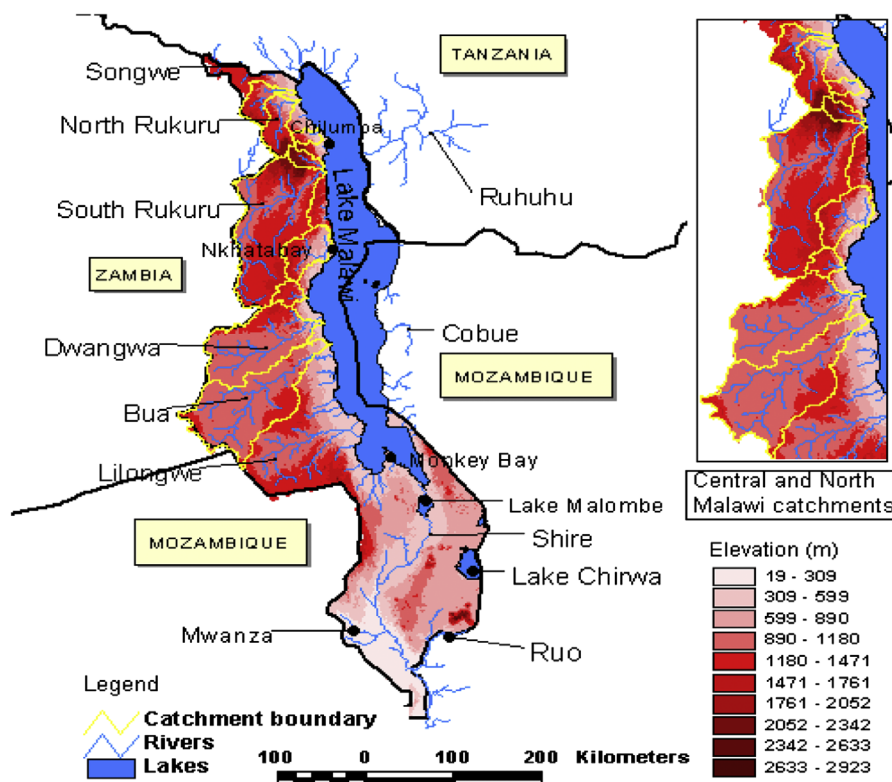 TANZANIA
Songwe
North Rukuru
Chilumba
Ruhuhu
South Rukuru
Lake Malawi
Nkhatabay
ZAMBIA
Cobue
Dwangwa
MOZAMBIQUE
Bua
Monkey Bay
Lilongwe
Central and North
Malawi catchments
Lake Malombe
MOZAMBIQUE
Shire
Lake Chirwa
Mwanza
Ruo
Elevation (m)
19 - 309
309 - 599
599 - 890
890 - 1180
1180 - 1471
1471 - 1761
1761 - 2052
2052 - 2342
2342 - 2633
2633 - 2923
Legend
Catchment boundary
Rivers
Lakes
100 0 100 200 Kilometers